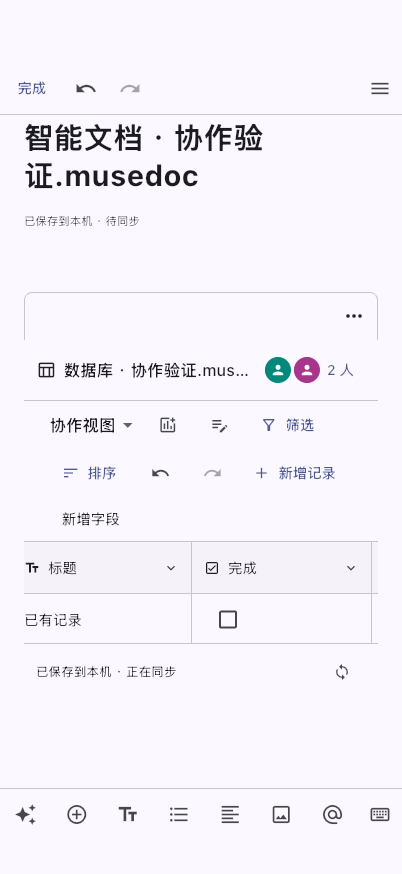 完成
智能文档 · 协作验
证.musedoc
已保存到本机 · 待同步
数据库 · 协作验证.mus...
2 人
协作视图
筛选
排序
新增记录
新增字段
标题
完成
已有记录
已保存到本机 · 正在同步